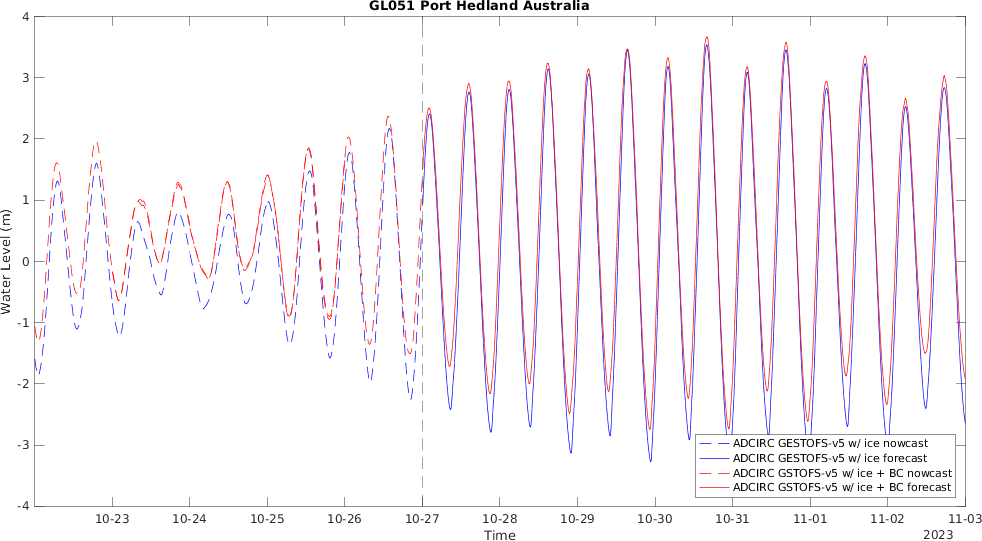 GL051 Port Hedland Australia
4
3
2
1
0
-1
-2
-3
-4
Water Level (m)
ADCIRC GESTOFS-v5 w/ ice nowcast
ADCIRC GESTOFS-v5 w/ ice forecast
ADCIRC GSTOFS-v5 w/ ice + BC nowcast
ADCIRC GSTOFS-v5 w/ ice + BC forecast
10-23 10-24 10-25 10-26 10-27 10-28 10-29 10-30 10-31 11-01 11-02 11-03
Time
2023